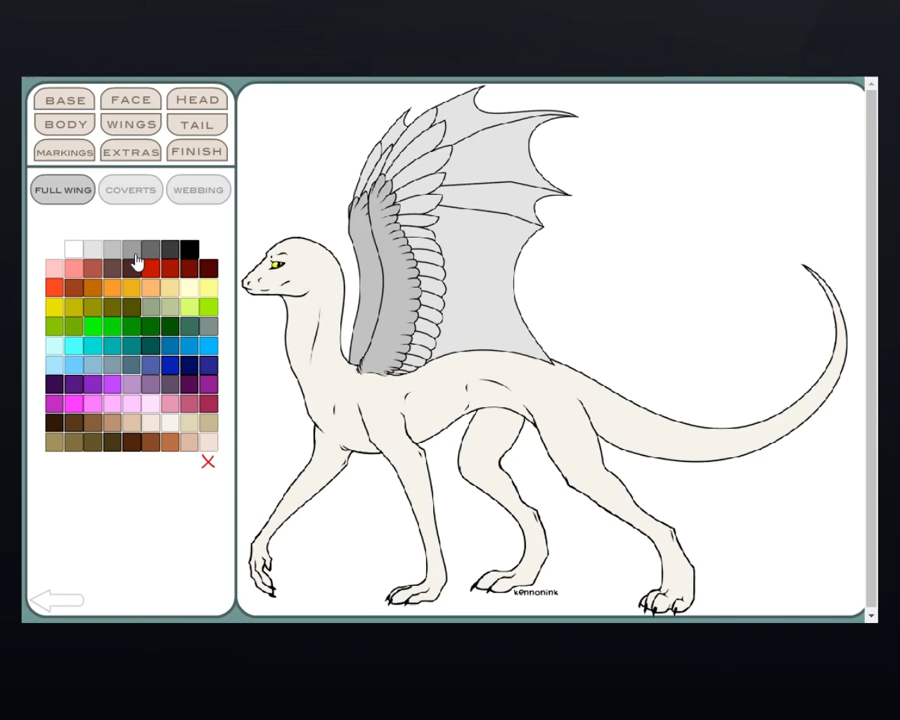 BASE FACE HEAD
BODY WINGS TAIL
MARKINGS EXTRAS FINISH
FULL WING COVERTS WEBBING
kennonink